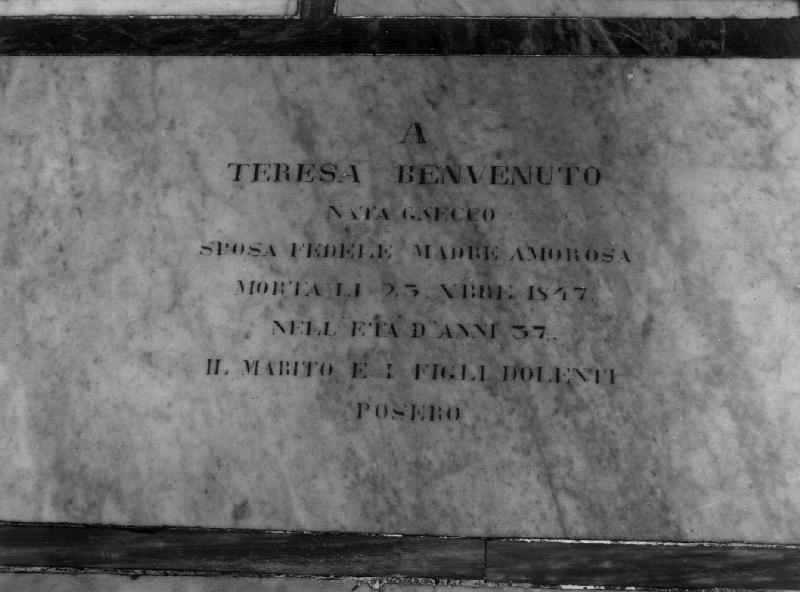 A
TERESA BENVENUTO
NATA GNECCO
SPOSA FEDELE MADRE AMOROSA
MORTA LI 23 XBRE 1847.
NELL'ETA D'ANNI 37.
IL MARITO E I FIGLI DOLENTI
POSERO